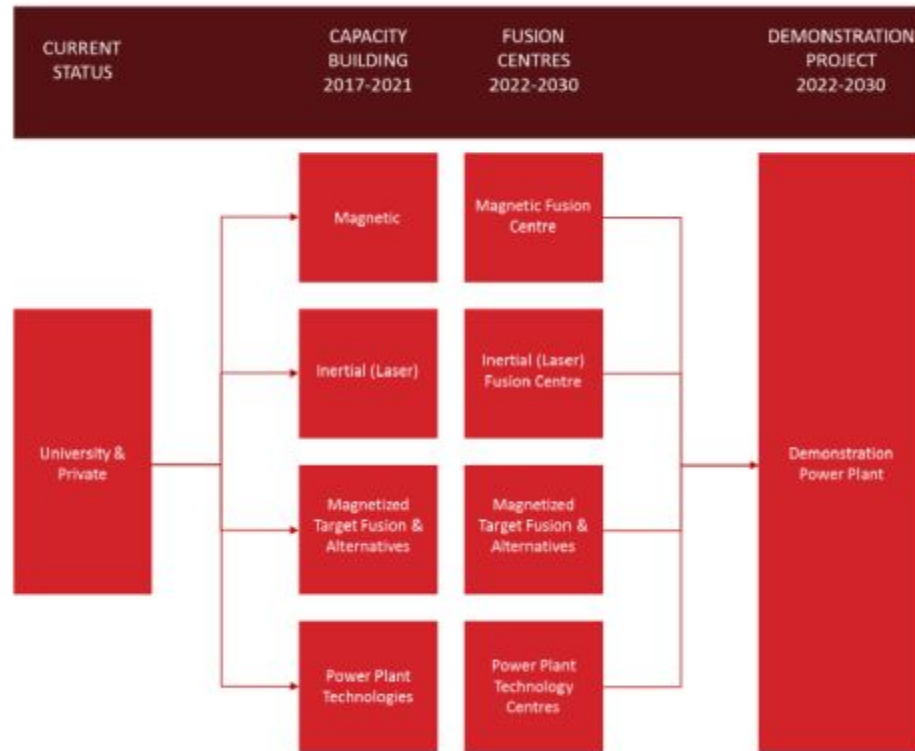 CURRENT
STATUS
CAPACITY
BUILDING
2017-2021
FUSION
CENTRES
2022-2030
DEMONSTRATION
PROJECT
2022-2030
University &
Private
Magnetic
Inertial (Laser)
Magnetized
Target Fusion &
Alternatives
Power Plant
Technologies
Magnetic Fusion
Centre
Inertial (Laser)
Fusion Centre
Magnetized
Target Fusion &
Alternatives
Power Plant
Technology
Centres
Demonstration
Power Plant